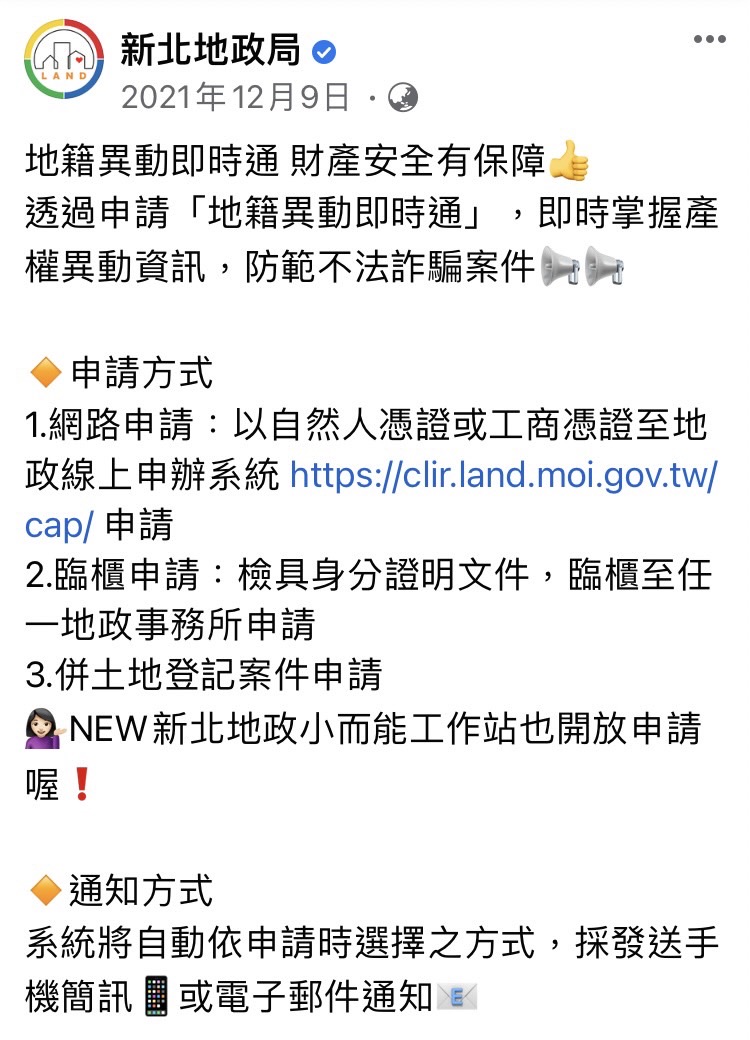 LAND
新北地政局
2021年12月9日 ·
地籍異動即時通 財產安全有保障👍
透過申請「地籍異動即時通」，即時掌握產
權異動資訊，防範不法詐騙案件📢📢
🔶申請方式
1.網路申請：以自然人憑證或工商憑證至地
政線上申辦系統 https://clir.land.moi.gov.tw/
cap/ 申請
2.臨櫃申請：檢具身分證明文件，臨櫃至任
一地政事務所申請
3.併土地登記案件申請
💁🏻‍♀️NEW新北地政小而能工作站也開放申請
喔❗
🔶通知方式
系統將自動依申請時選擇之方式，採發送手
機簡訊📱或電子郵件通知📧